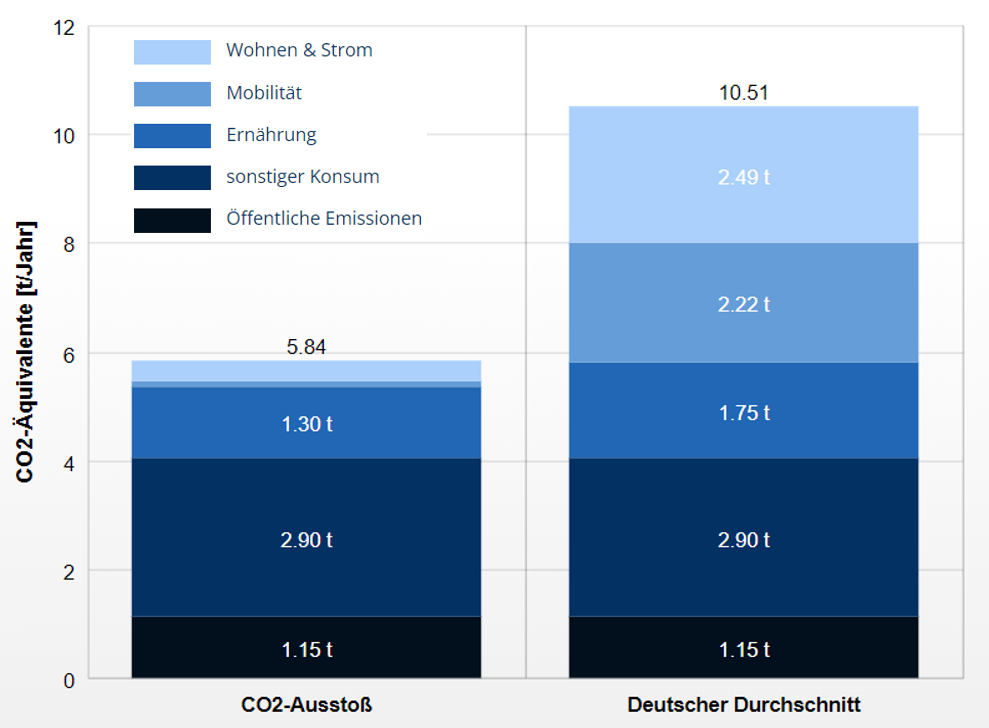 12
10
8
6
4
2
0
CO2-Äquivalente [t/Jahr]
Wohnen & Strom
Mobilität
Ernährung
sonstiger Konsum
Öffentliche Emissionen
5.84
1.30 t
2.90 t
1.15 t
10.51
2.49 t
2.22 t
1.75 t
2.90 t
1.15 t
CO2-Ausstoß
Deutscher Durchschnitt